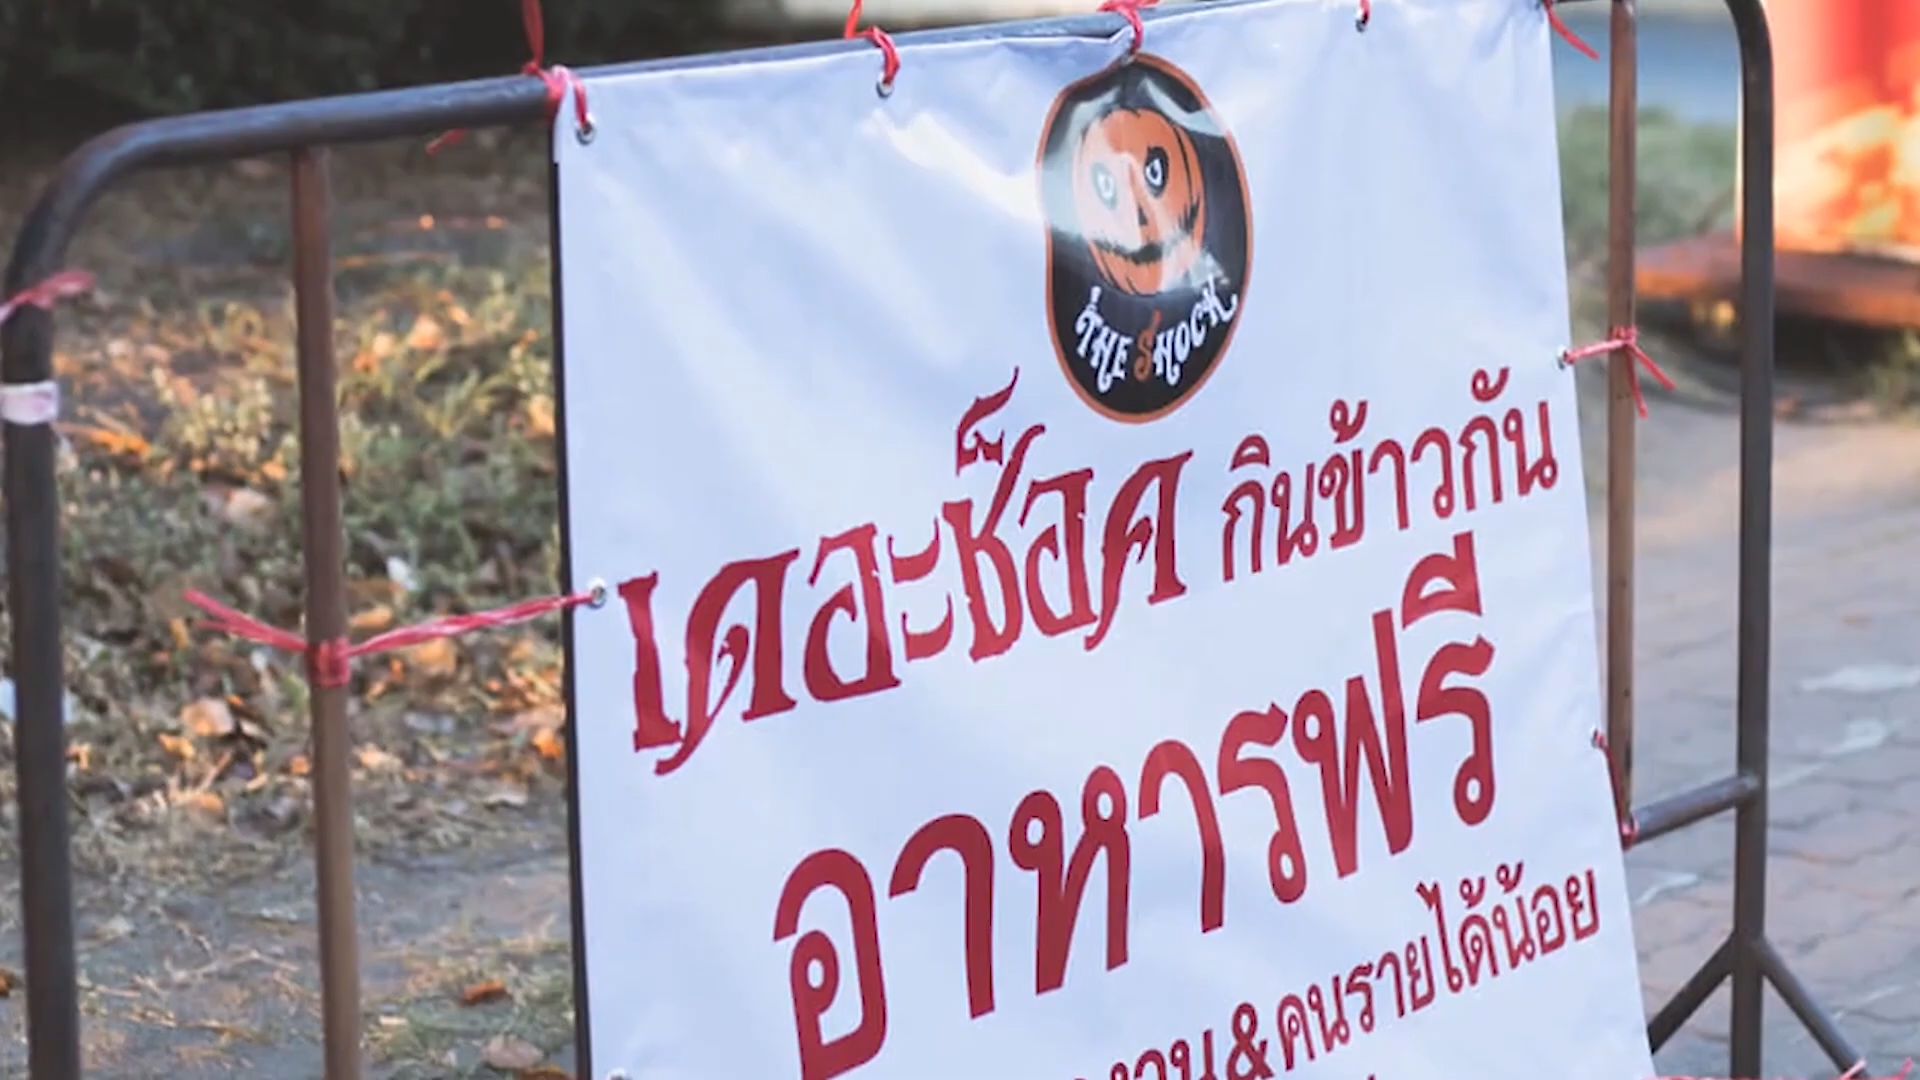 THE SHOCK
เดอะช็อค กินข้าวกัน
อาหารฟรี
&คนรายได้น้อย